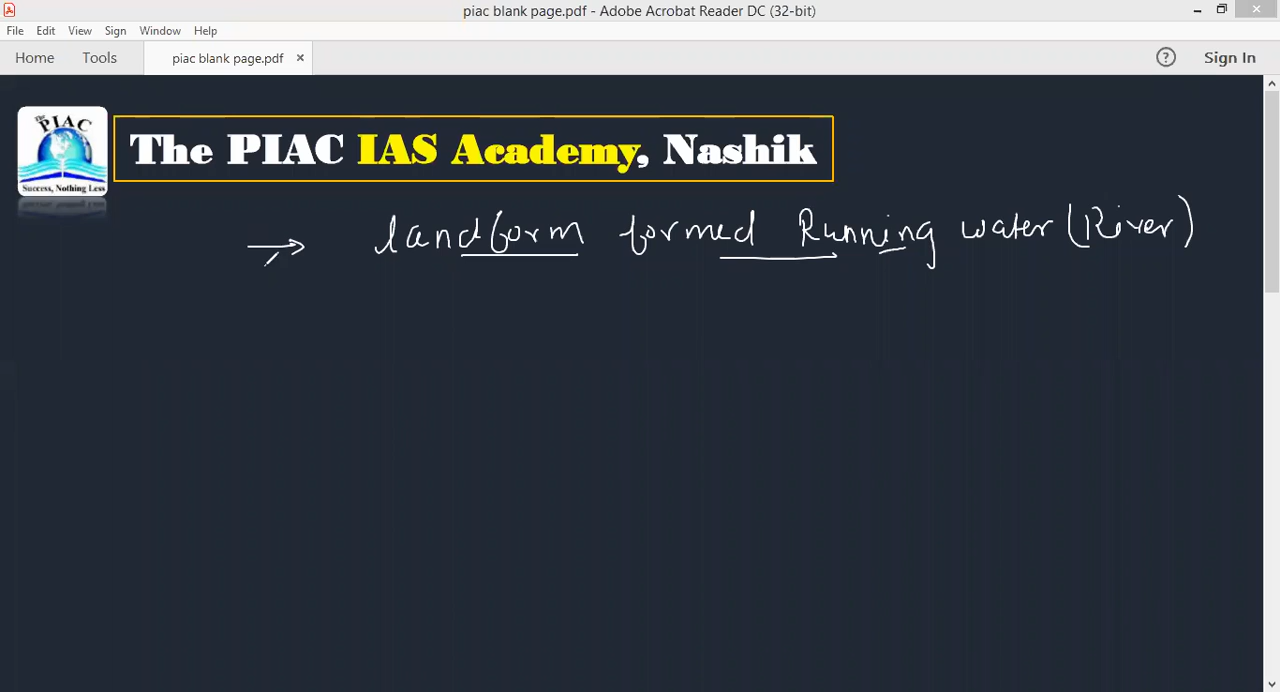 piac blank page.pdf - Adobe Acrobat Reader DC (32-bit)
File Edit View Sign Window Help
Home Tools piac blank page.pdf × ? Sign In
The PIAC
Success, Nothing Less
The PIAC IAS Academy, Nashik
→ landform formed Running water (River)